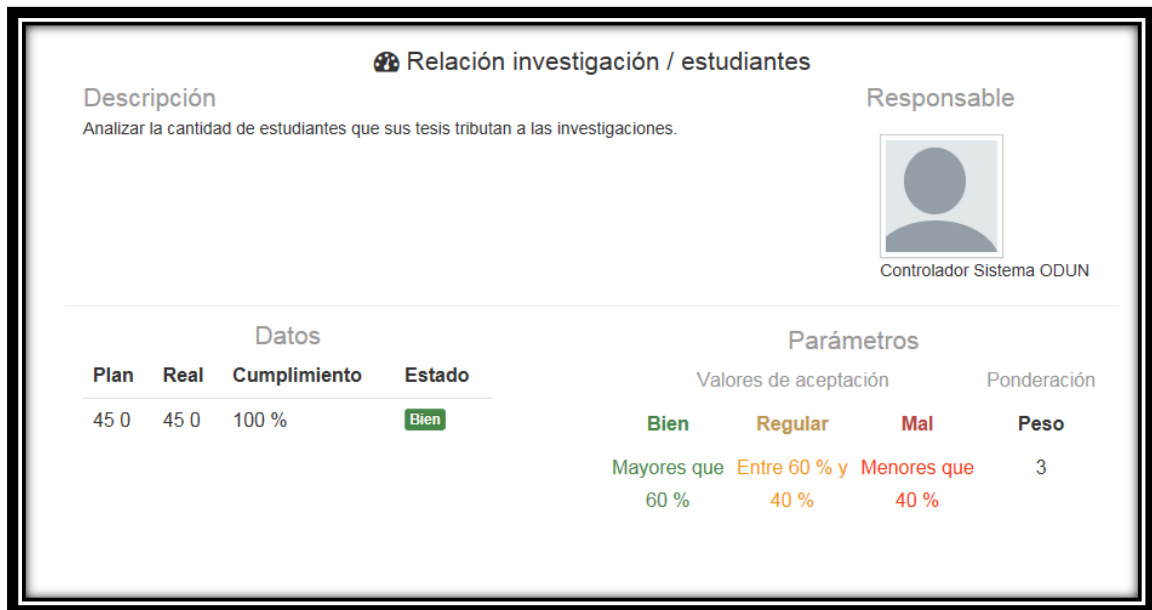 Relación investigación / estudiantes
Descripción
Analizar la cantidad de estudiantes que sus tesis tributan a las investigaciones.
Responsable
Controlador Sistema ODUN
Datos
Plan Real Cumplimiento Estado
45 0 45 0 100 % Bien
Parámetros
Valores de aceptación Ponderación
Bien Regular Mal Peso
Mayores que Entre 60 % y Menores que 3
60 % 40 % 40 %